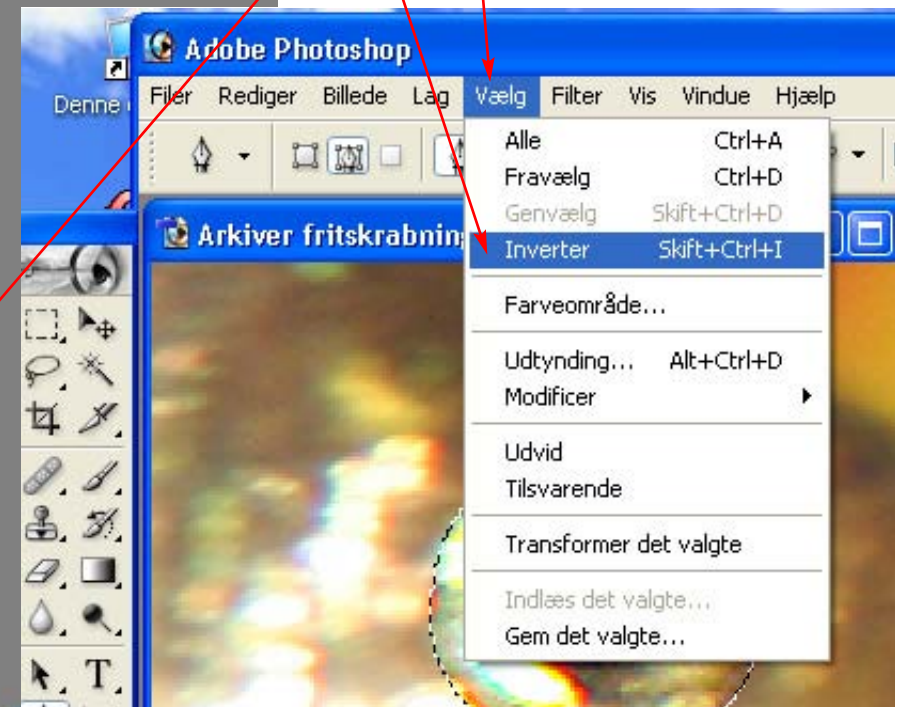 Adobe Photoshop
Denne
Filer Rediger Billede Lag Vælg Filter Vis Vindue Hjælp
Alle Ctrl+A
Fravælg Ctrl+D
Genvælg Skift+Ctrl+D
Inverter Skift+Ctrl+I
Arkiver fritskrabning
Farveområde...
Udtynding... Alt+Ctrl+D
Modificer
Udvid
Tilsvarende
Transformer det valgte
Indlæs det valgte...
Gem det valgte...
T